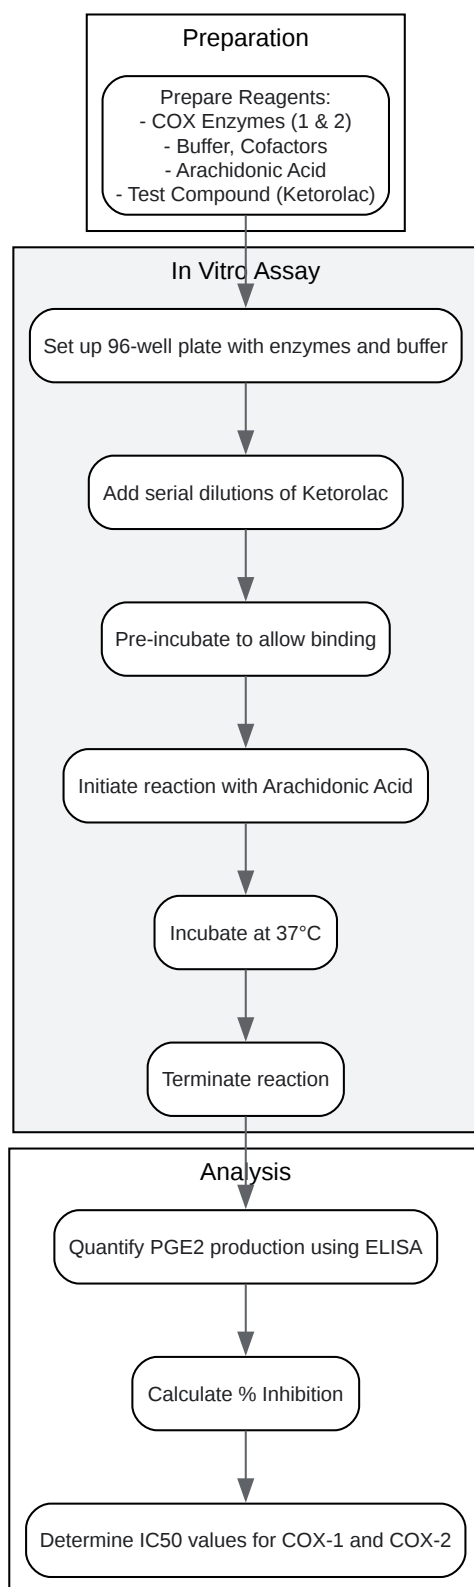 Preparation
Prepare Reagents:
- COX Enzymes (1 & 2)
- Buffer, Cofactors
- Arachidonic Acid
- Test Compound (Ketorolac)
In Vitro Assay
Set up 96-well plate with enzymes and buffer
Add serial dilutions of Ketorolac
Pre-incubate to allow binding
Initiate reaction with Arachidonic Acid
Incubate at 37°C
Terminate reaction
Analysis
Quantify PGE2 production using ELISA
Calculate % Inhibition
Determine IC50 values for COX-1 and COX-2